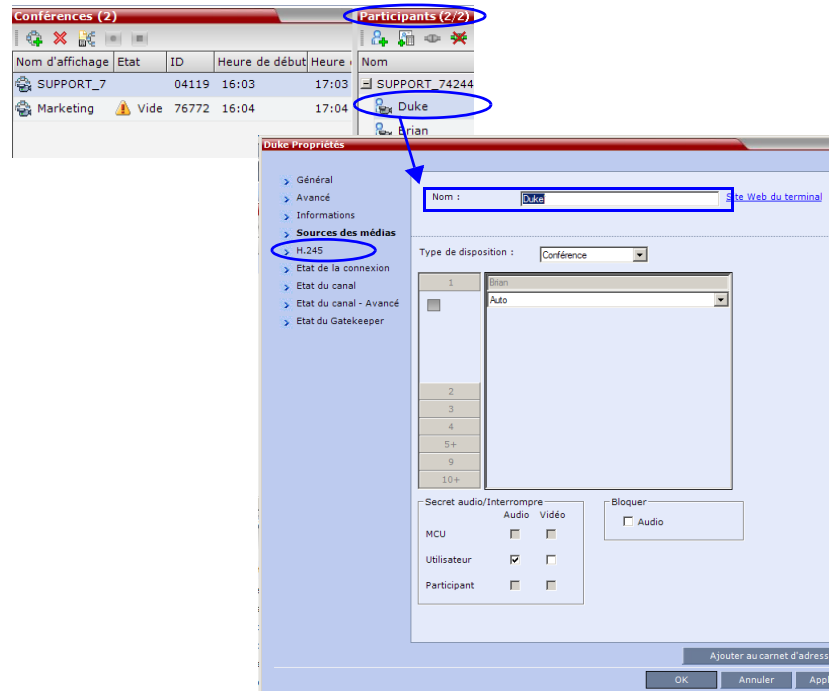 Conférences (2)
Participants (2/2)
Nom d'affichage Etat ID Heure de début Heure
Nom
SUPPORT_7 04119 16:03 17:03
SUPPORT_74244
Marketing Vide 76772 16:04 17:04
Duke
Brian
Duke Propriétés
Général
Avancé
Informations
Sources des médias
H.245
Etat de la connexion
Etat du canal
Etat du canal - Avancé
Etat du Gatekeeper
Nom : Duke Site Web du terminal
Type de disposition : Conférence
1 Brian
Auto
2
3
4
5+
9
10+
Secret audio/Interrompre
Audio Vidéo
MCU
Utilisateur
Participant
Bloquer
Audio
Ajouter au carnet d'adress
OK Annuler Appl